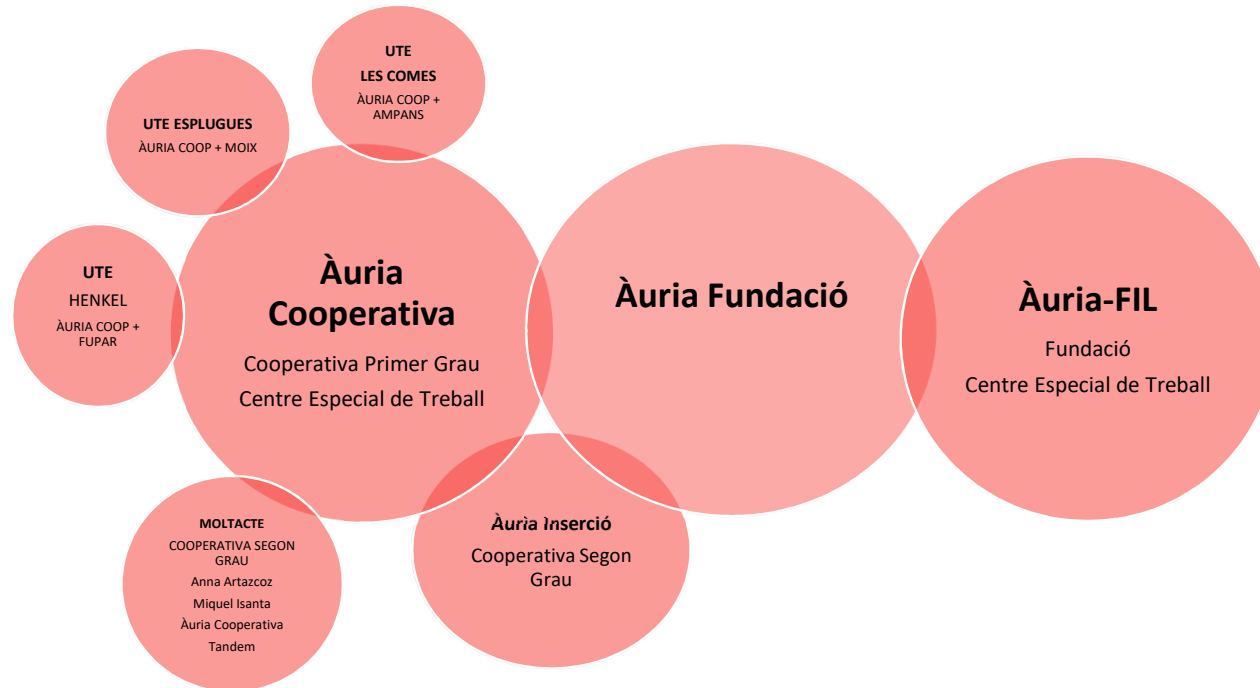 UTE
LES COMES
ÀURIA COOP +
AMPANS
UTE ESPLUGUES
ÀURIA COOP + MOIX
UTE
HENKEL
ÀURIA COOP +
FUPAR
Àuria
Cooperativa
Cooperativa Primer Grau
Centre Especial de Treball
Àuria Fundació
Àuria-FIL
Fundació
Centre Especial de Treball
MOLTACTE
COOPERATIVA SEGON
GRAU
Anna Artazcoz
Miquel Isanta
Àuria Cooperativa
Tandem
Àuria Inserció
Cooperativa Segon
Grau